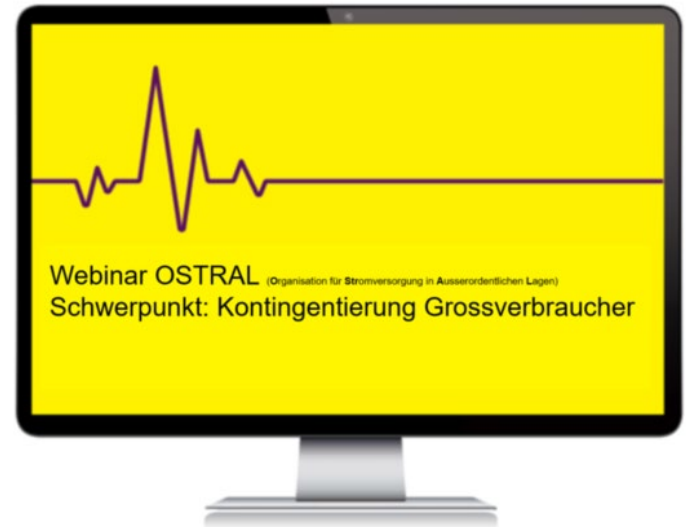 Webinar OSTRAL (Organisation für Stromversorgung in Ausserordentlichen Lagen)
Schwerpunkt: Kontingentierung Grossverbraucher